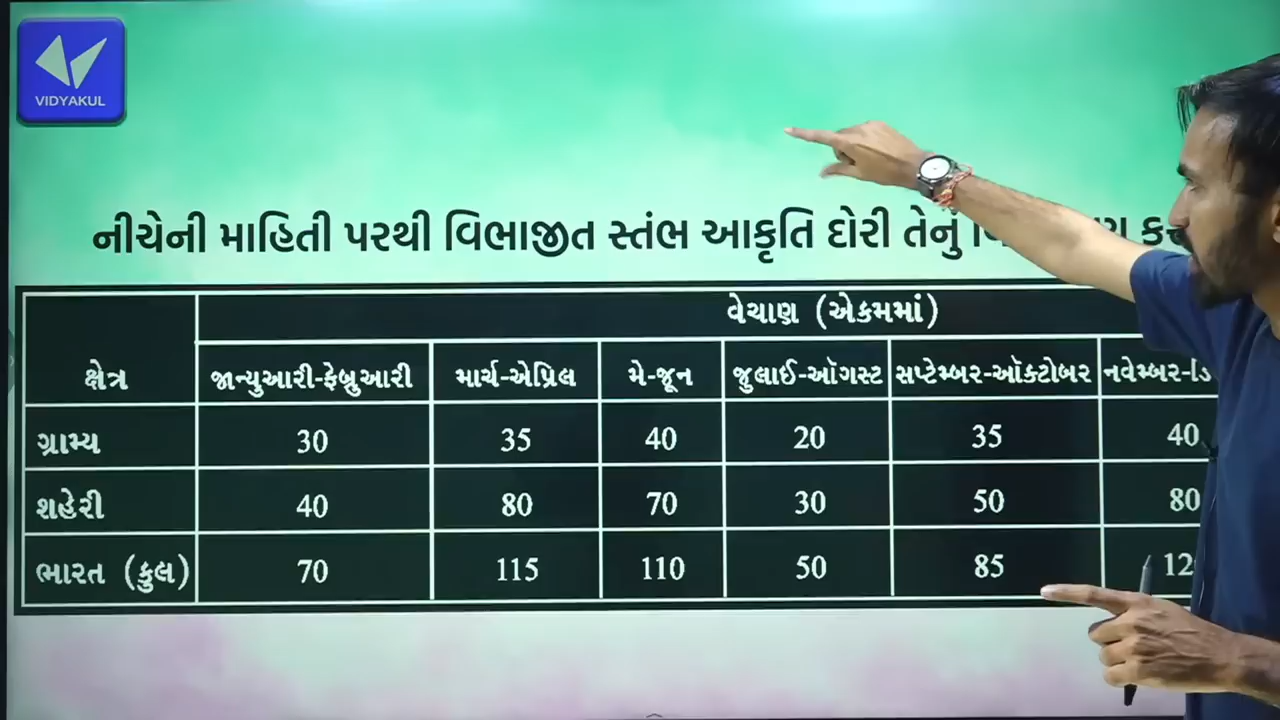 VIDYAKUL
નીચેની માહિતી પરથી વિભાજીત સ્તંભ આકૃતિ દોરી તેનું
વેચાણ (એકમમાં)
ક્ષેત્ર જાન્યુઆરી-ફેબ્રુઆરી માર્ચ-એપ્રિલ મે-જૂન જુલાઈ-ઑગસ્ટ સપ્ટેમ્બર-ઑક્ટોબર
ગ્રામ્ય 30 35 40 20 35 40
શહેરી 40 80 70 30 50 80
ભારત (કુલ) 70 115 110 50 85